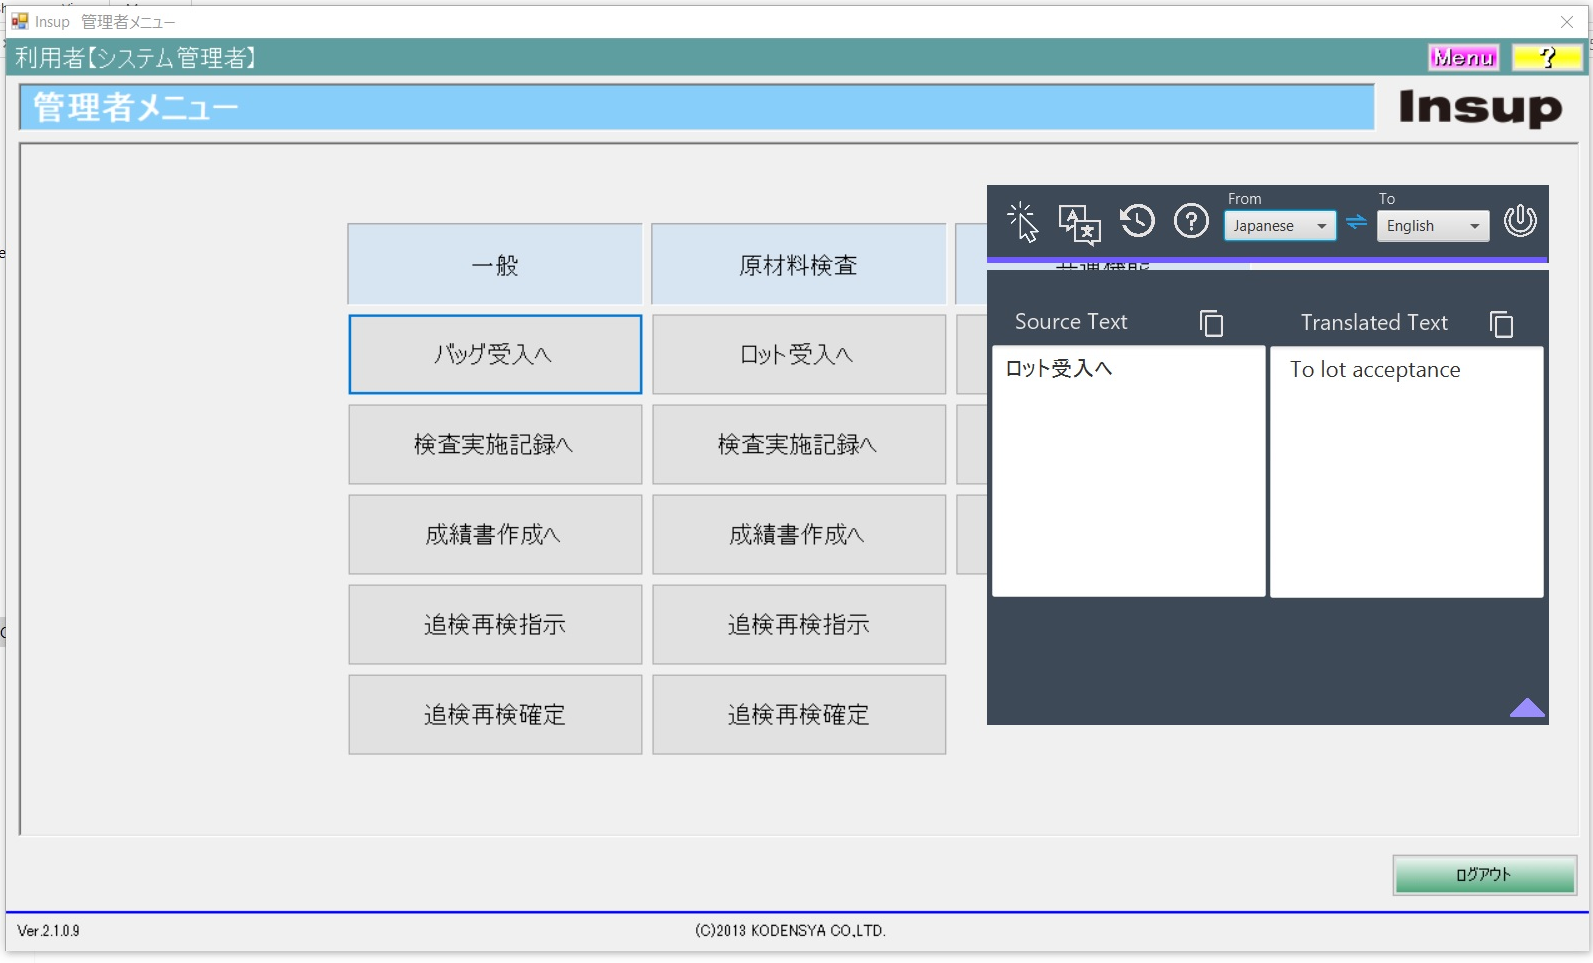 Insup 管理者メニュー
利用者【システム管理者】
Menu
?
管理者メニュー
Insup
一般
原材料検査
バッグ受入へ
ロット受入へ
検査実施記録へ
検査実施記録へ
成績書作成へ
成績書作成へ
追検再検指示
追検再検指示
追検再検確定
追検再検確定
From
To
Japanese
English
Source Text
Translated Text
ロット受入へ
To lot acceptance
ログアウト
Ver.2.1.0.9
(C)2013 KODENSYA CO.,LTD.